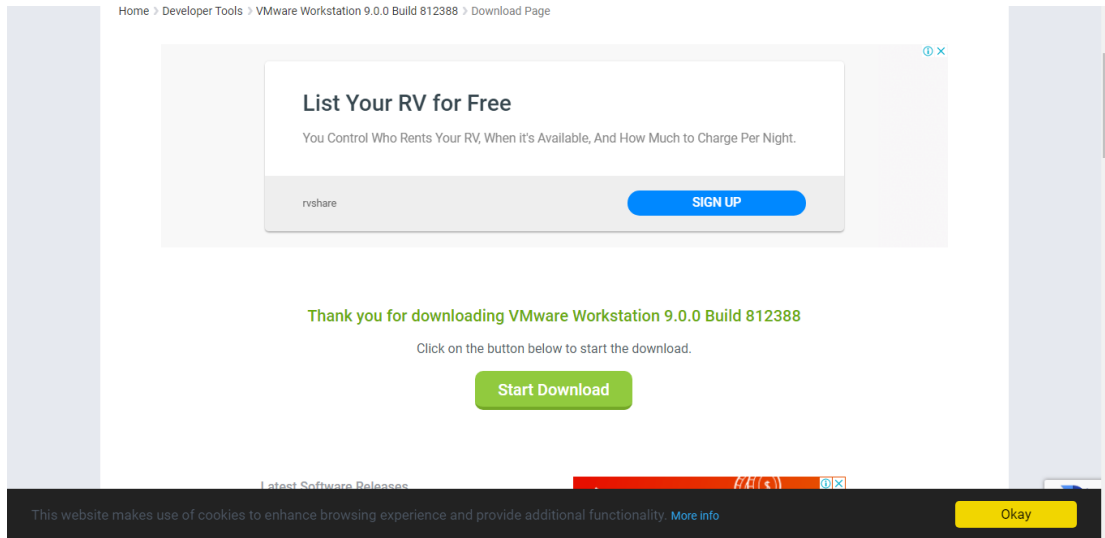 Home > Developer Tools > VMware Workstation 9.0.0 Build 812388 > Download Page
List Your RV for Free
You Control Who Rents Your RV, When it's Available, And How Much to Charge Per Night.
rvshare
SIGN UP
Thank you for downloading VMware Workstation 9.0.0 Build 812388
Click on the button below to start the download.
Start Download
Latest Software Releases
This website makes use of cookies to enhance browsing experience and provide additional functionality. More info
Okay